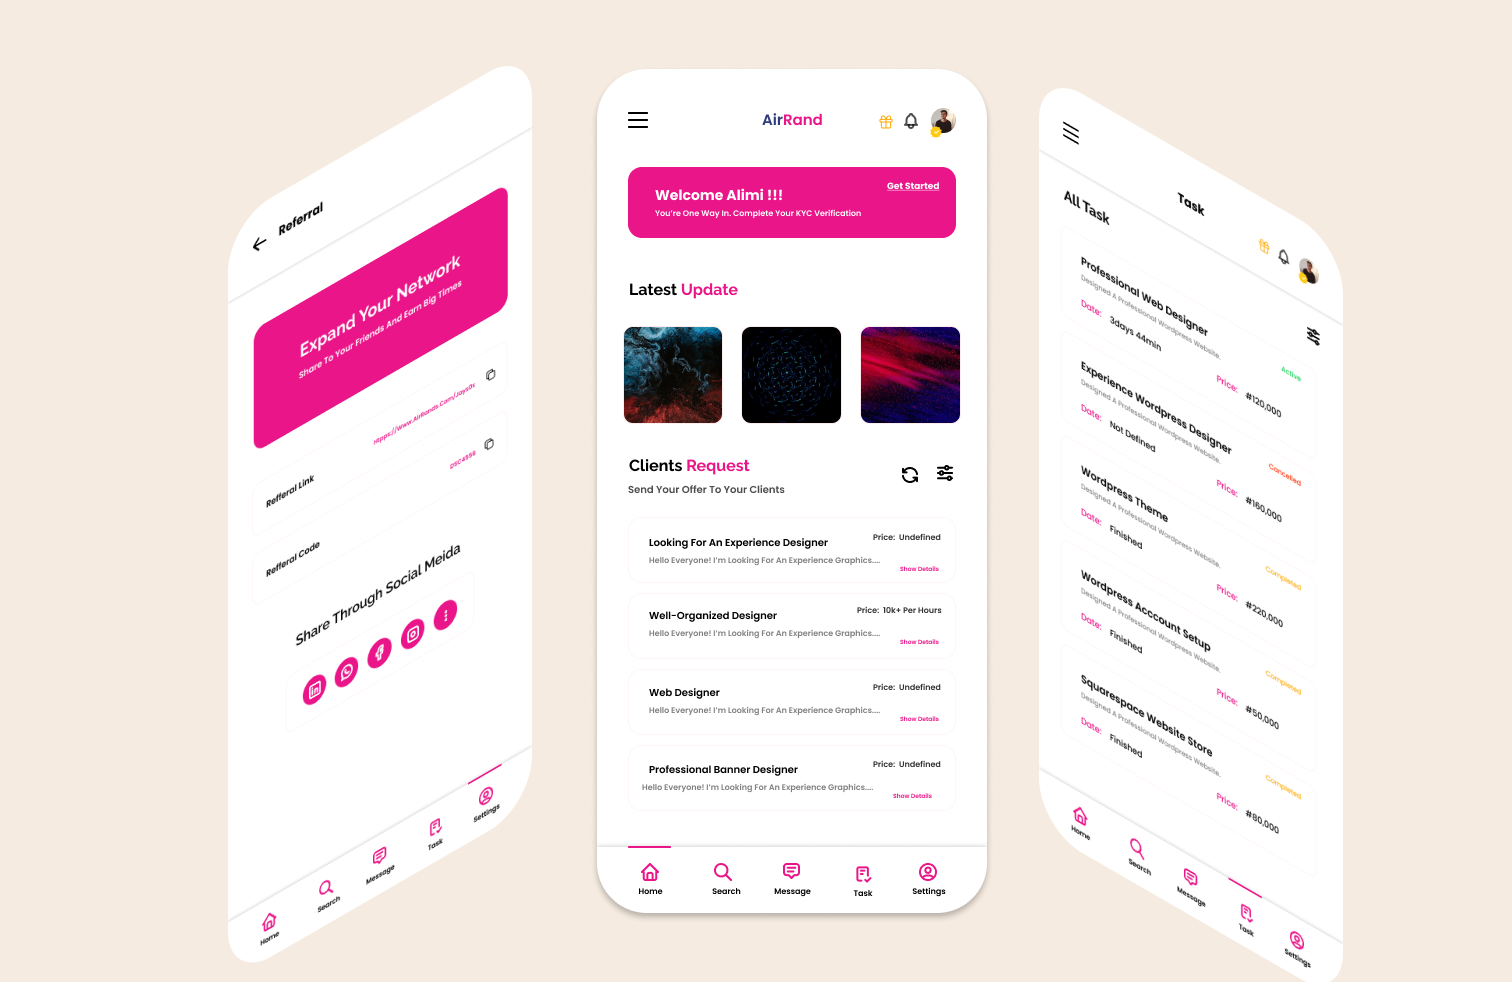 Referral
Expand Your Network
Share To Your Friends And Earn Big Times
Refferal Link
Refferal Code
DSC4556
Share Through Social Meida
Home
Search
Message
Task
Settings
AirRand
Welcome Alimi !!!
Get Started
You're One Way In. Complete Your KYC Verification
Latest Update
Clients Request
Send Your Offer To Your Clients
Looking For An Experience Designer
Price: Undefined
Hello Everyone! I'm Looking For An Experience Graphics....
Show Details
Well-Organized Designer
Price: 10k+ Per Hours
Hello Everyone! I'm Looking For An Experience Graphics....
Show Details
Web Designer
Price: Undefined
Hello Everyone! I'm Looking For An Experience Graphics....
Show Details
Professional Banner Designer
Price: Undefined
Hello Everyone! I'm Looking For An Experience Graphics....
Show Details
Home
Search
Message
Task
Settings
Task
All Task
Professional Web Designer
Designed A Professional Wordpress Website.
Active
Date: 3days 44min
Price: #120,000
Experience Wordpress Designer
Designed A Professional Wordpress Website.
Cancelled
Date: Not Defined
Price: #160,000
Wordpress Theme
Designed A Professional Wordpress Website.
Completed
Date: Finished
Price: #220,000
Wordpress Acccount Setup
Designed A Professional Wordpress Website.
Completed
Date: Finished
Price: #50,000
Squarespace Website Store
Designed A Professional Wordpress Website.
Completed
Date: Finished
Price: #80,000
Home
Search
Message
Task
Settings